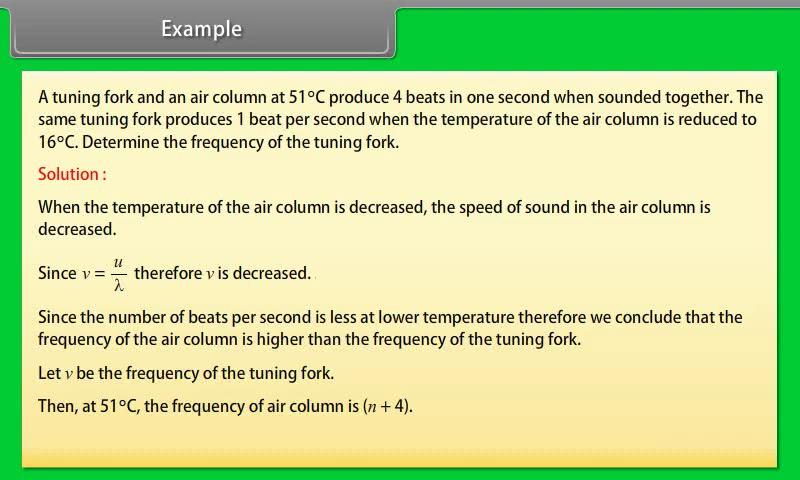 Example
A tuning fork and an air column at 51°C produce 4 beats in one second when sounded together. The
same tuning fork produces 1 beat per second when the temperature of the air column is reduced to
16°C. Determine the frequency of the tuning fork.
Solution :
When the temperature of the air column is decreased, the speed of sound in the air column is
decreased.
Since ν = u/λ therefore ν is decreased.
Since the number of beats per second is less at lower temperature therefore we conclude that the
frequency of the air column is higher than the frequency of the tuning fork.
Let ν be the frequency of the tuning fork.
Then, at 51°C, the frequency of air column is (n + 4).